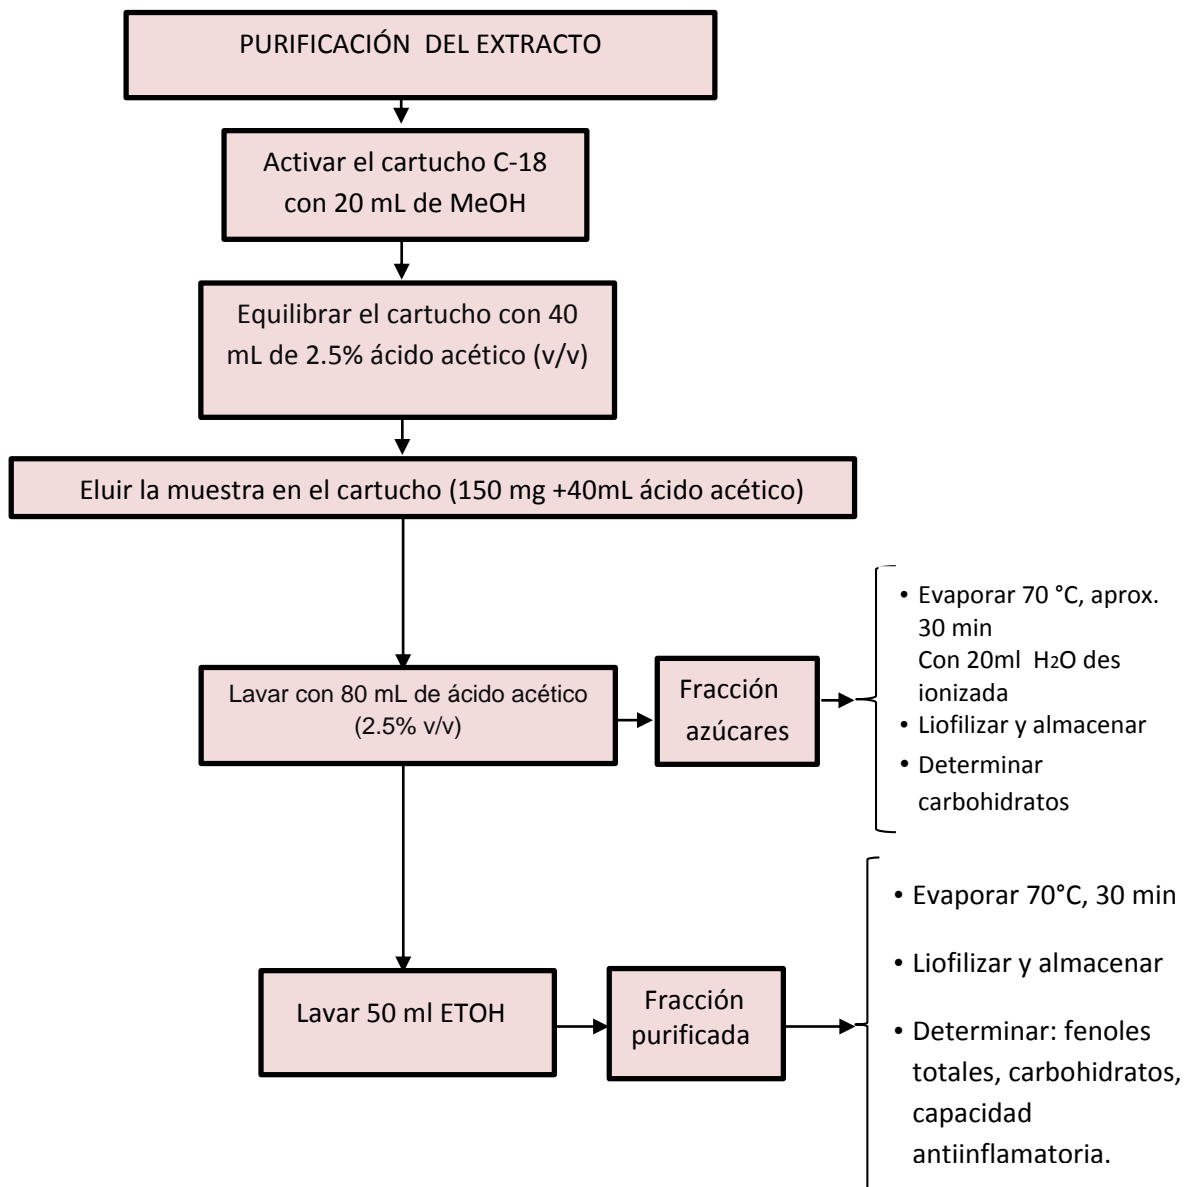 PURIFICACIÓN DEL EXTRACTO
Activar el cartucho C-18
con 20 mL de MeOH
Equilibrar el cartucho con 40
mL de 2.5% ácido acético (v/v)
Eluir la muestra en el cartucho (150 mg +40mL ácido acético)
Lavar con 80 mL de ácido acético
(2.5% v/v)
Fracción
azúcares
• Evaporar 70 °C, aprox.
30 min
Con 20ml H2O des
ionizada
• Liofilizar y almacenar
• Determinar
carbohidratos
Lavar 50 ml ETOH
Fracción
purificada
• Evaporar 70°C, 30 min
• Liofilizar y almacenar
• Determinar: fenoles
totales, carbohidratos,
capacidad
antiinflamatoria.